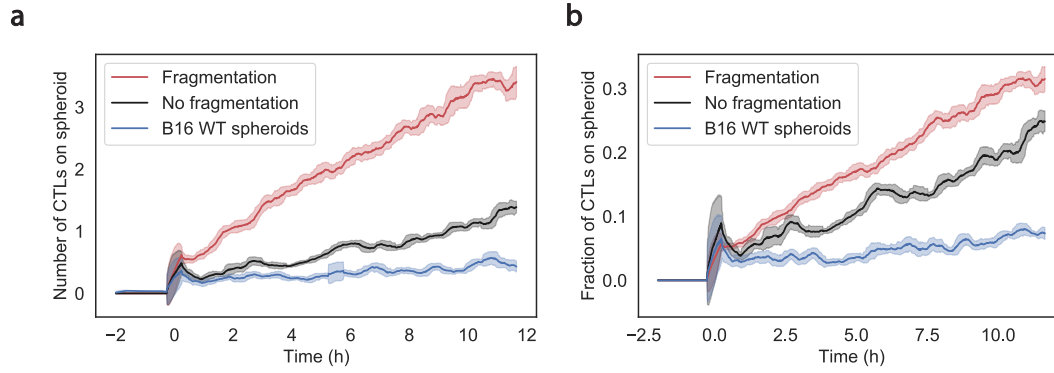 a
Number of CTLs on spheroid
3
2
1
0
Fragmentation
No fragmentation
B16 WT spheroids
−2
0
2
4
6
8
10
12
Time (h)
b
Fraction of CTLs on spheroid
0.3
0.2
0.1
0.0
Fragmentation
No fragmentation
B16 WT spheroids
−2.5
0.0
2.5
5.0
7.5
10.0
Time (h)